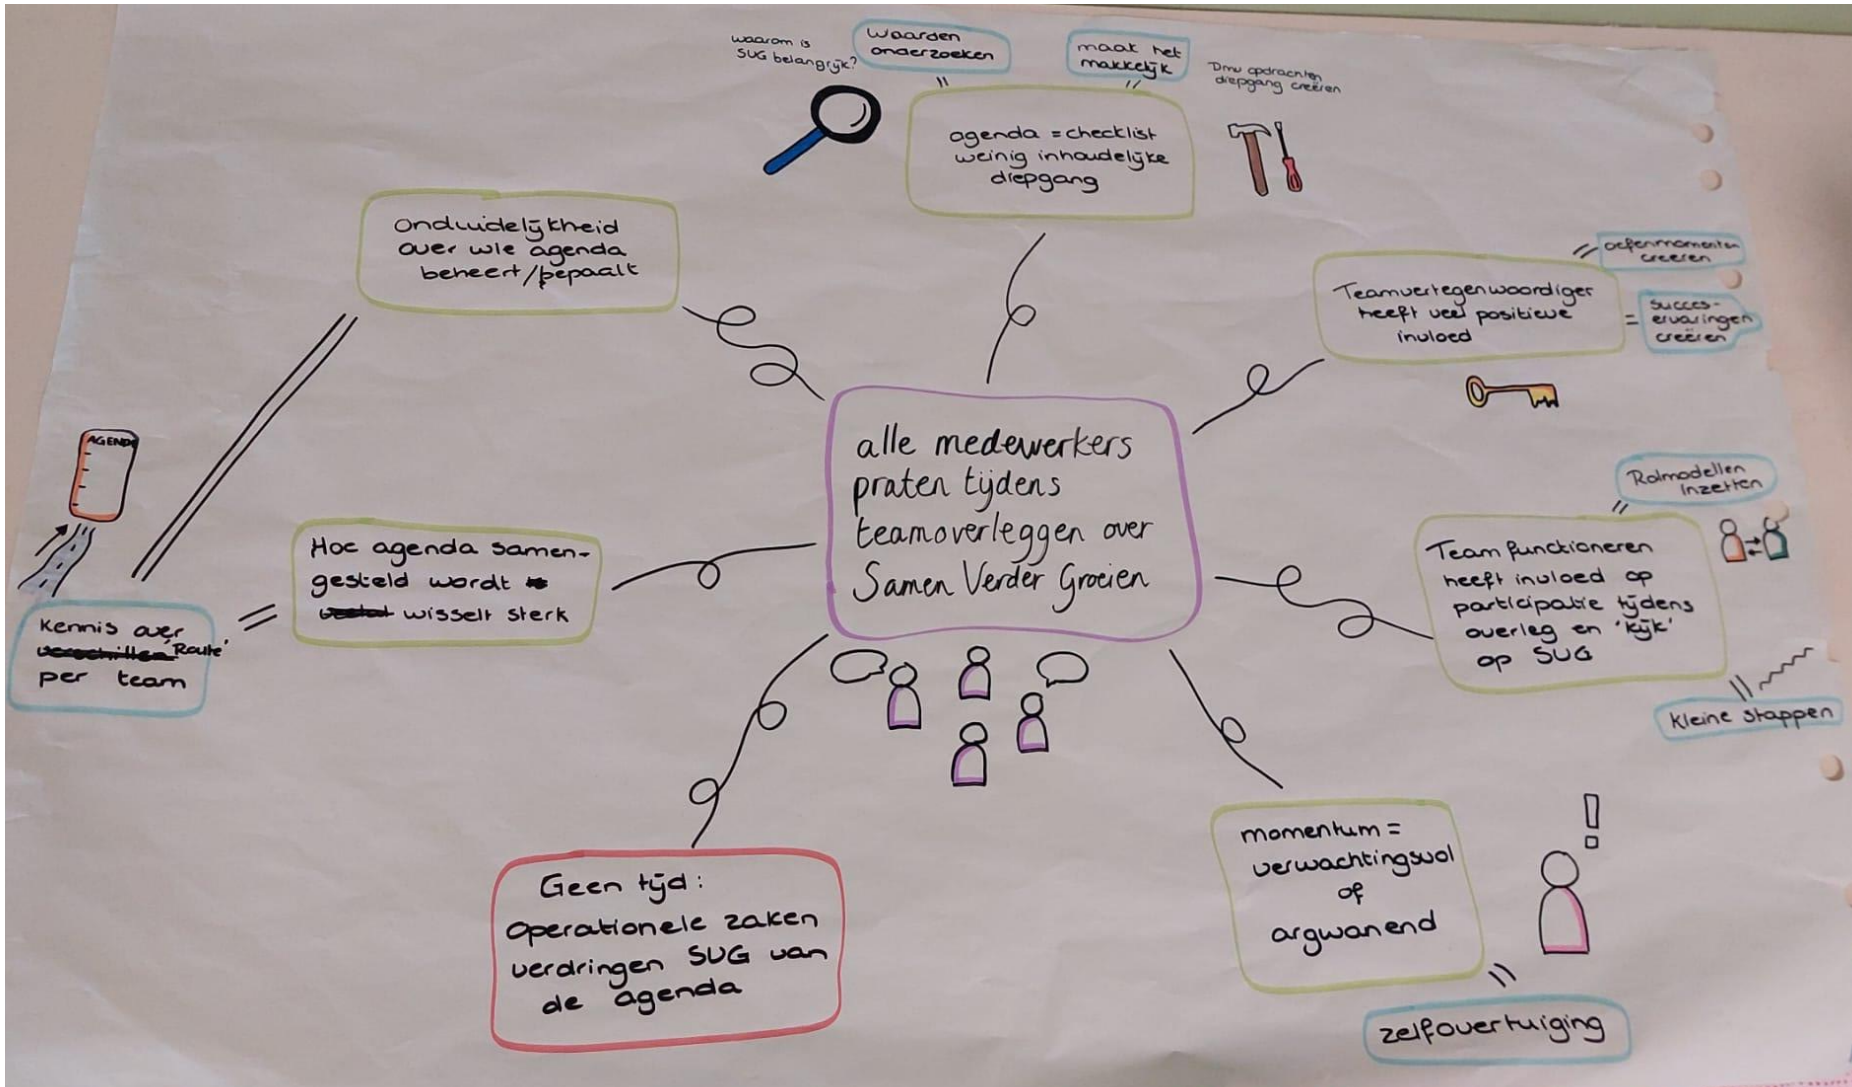 waarom is
SVG belangrijk?
Waarden
onderzoeken
maak het
makkelijk
Dmv opdrachten
diepgang creëren
agenda = checklist
weinig inhoudelijke
diepgang
Onduidelijkheid
over wie agenda
beheert/bepaalt
Teamvertegenwoordiger
heeft veel positieve
invloed
oefenmomenten
creëren
succes-
ervaringen
creëren
alle medewerkers
praten tijdens
teamoverleggen over
Samen Verder Groeien
Rolmodellen
inzetten
Team functioneren
heeft invloed op
participatie tijdens
overleg en 'kijk'
op SVG
kleine stappen
AGENDA
Hoe agenda samen-
gesteld wordt
wisselt sterk
Kennis over
verschillen 'Route'
per team
Geen tijd:
Operationele zaken
verdringen SVG van
de agenda
momentum =
verwachtingsvol
of
argwanend
zelfovertuiging